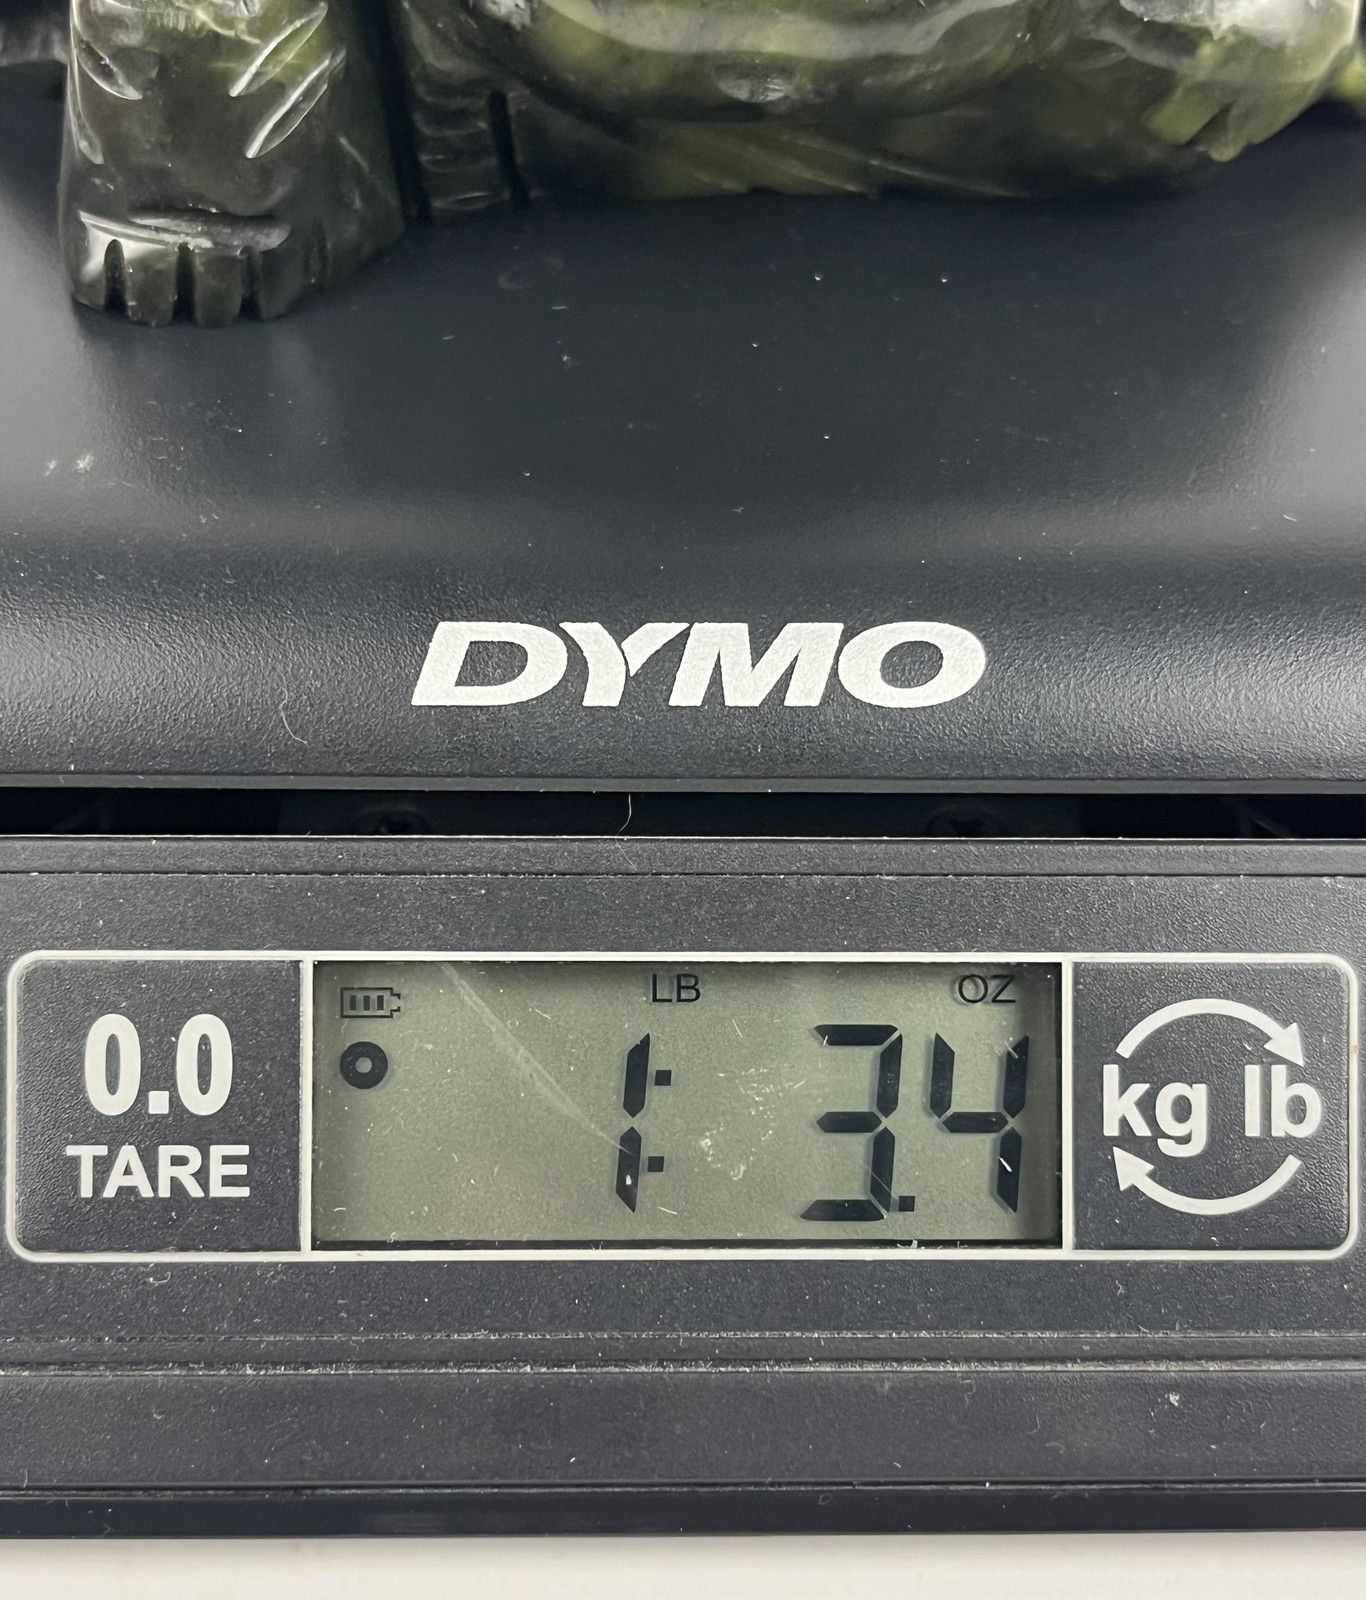 DYMO
0.0
TARE
LB OZ
1: 3.4
kg lb